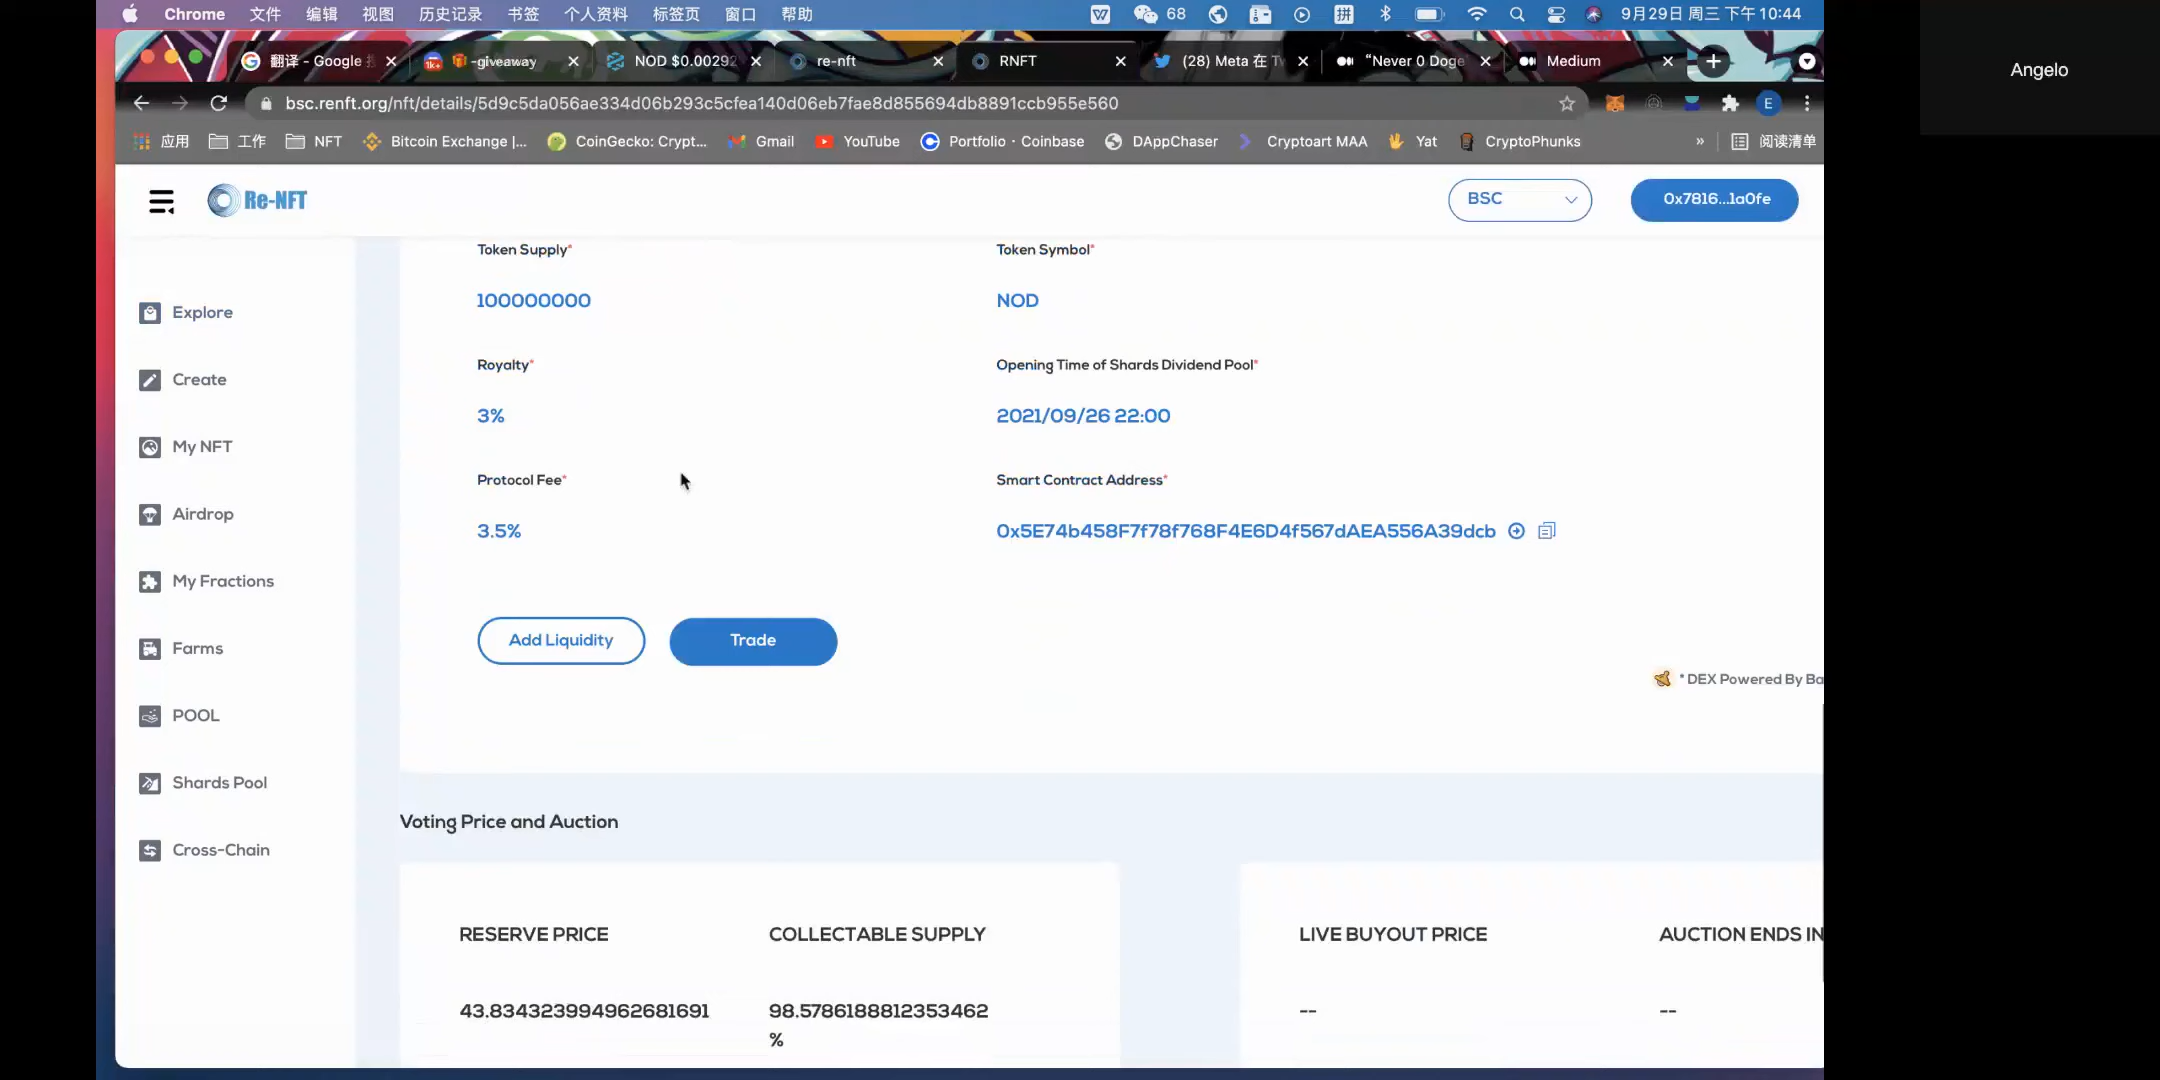 Chrome 文件 编辑 视图 历史记录 书签 个人资料 标签页 窗口 帮助 68 拼 9月29日 周三 下午10:44
翻译 - Google -giveaway NOD $0.00292 re-nft RNFT (28) Meta 在 "Never 0 Doge Medium
bsc.renft.org/nft/details/5d9c5da056ae334d06b293c5cfea140d06eb7fae8d855694db8891ccb955e560 E
应用 工作 NFT Bitcoin Exchange |... CoinGecko: Crypt... Gmail YouTube Portfolio · Coinbase DAppChaser Cryptoart MAA Yat CryptoPhunks » 阅读清单
Angelo
Re-NFT BSC 0x7816...1a0fe
Explore
Create
My NFT
Airdrop
My Fractions
Farms
POOL
Shards Pool
Cross-Chain
Token Supply* Token Symbol*
100000000 NOD
Royalty* Opening Time of Shards Dividend Pool*
3% 2021/09/26 22:00
Protocol Fee* Smart Contract Address*
3.5% 0x5E74b458F7f78f768F4E6D4f567dAEA556A39dcb
Add Liquidity Trade
* DEX Powered By Ba
Voting Price and Auction
RESERVE PRICE COLLECTABLE SUPPLY LIVE BUYOUT PRICE AUCTION ENDS IN
43.834323994962681691 98.5786188812353462 -- --
%